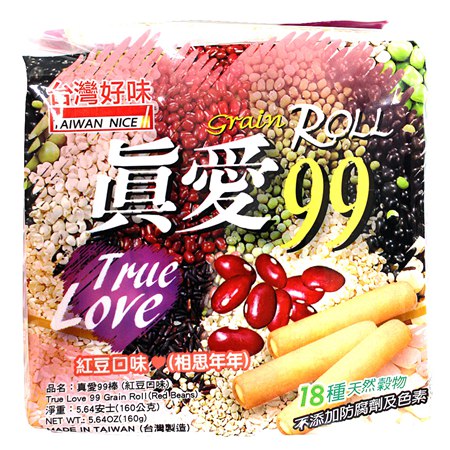 台灣好味
TAIWAN NICE
Grain ROLL
眞愛99
True
LOVE
紅豆口味❤(相思年年)
品名：真愛99棒(紅豆口味)
True Love 99 Grain Roll(Red Beans)
淨重：5.64安士(160公克)
NET WT: 5.64OZ(160g)
MADE IN TAIWAN (台灣製造)
18種天然穀物
不添加防腐劑及色素